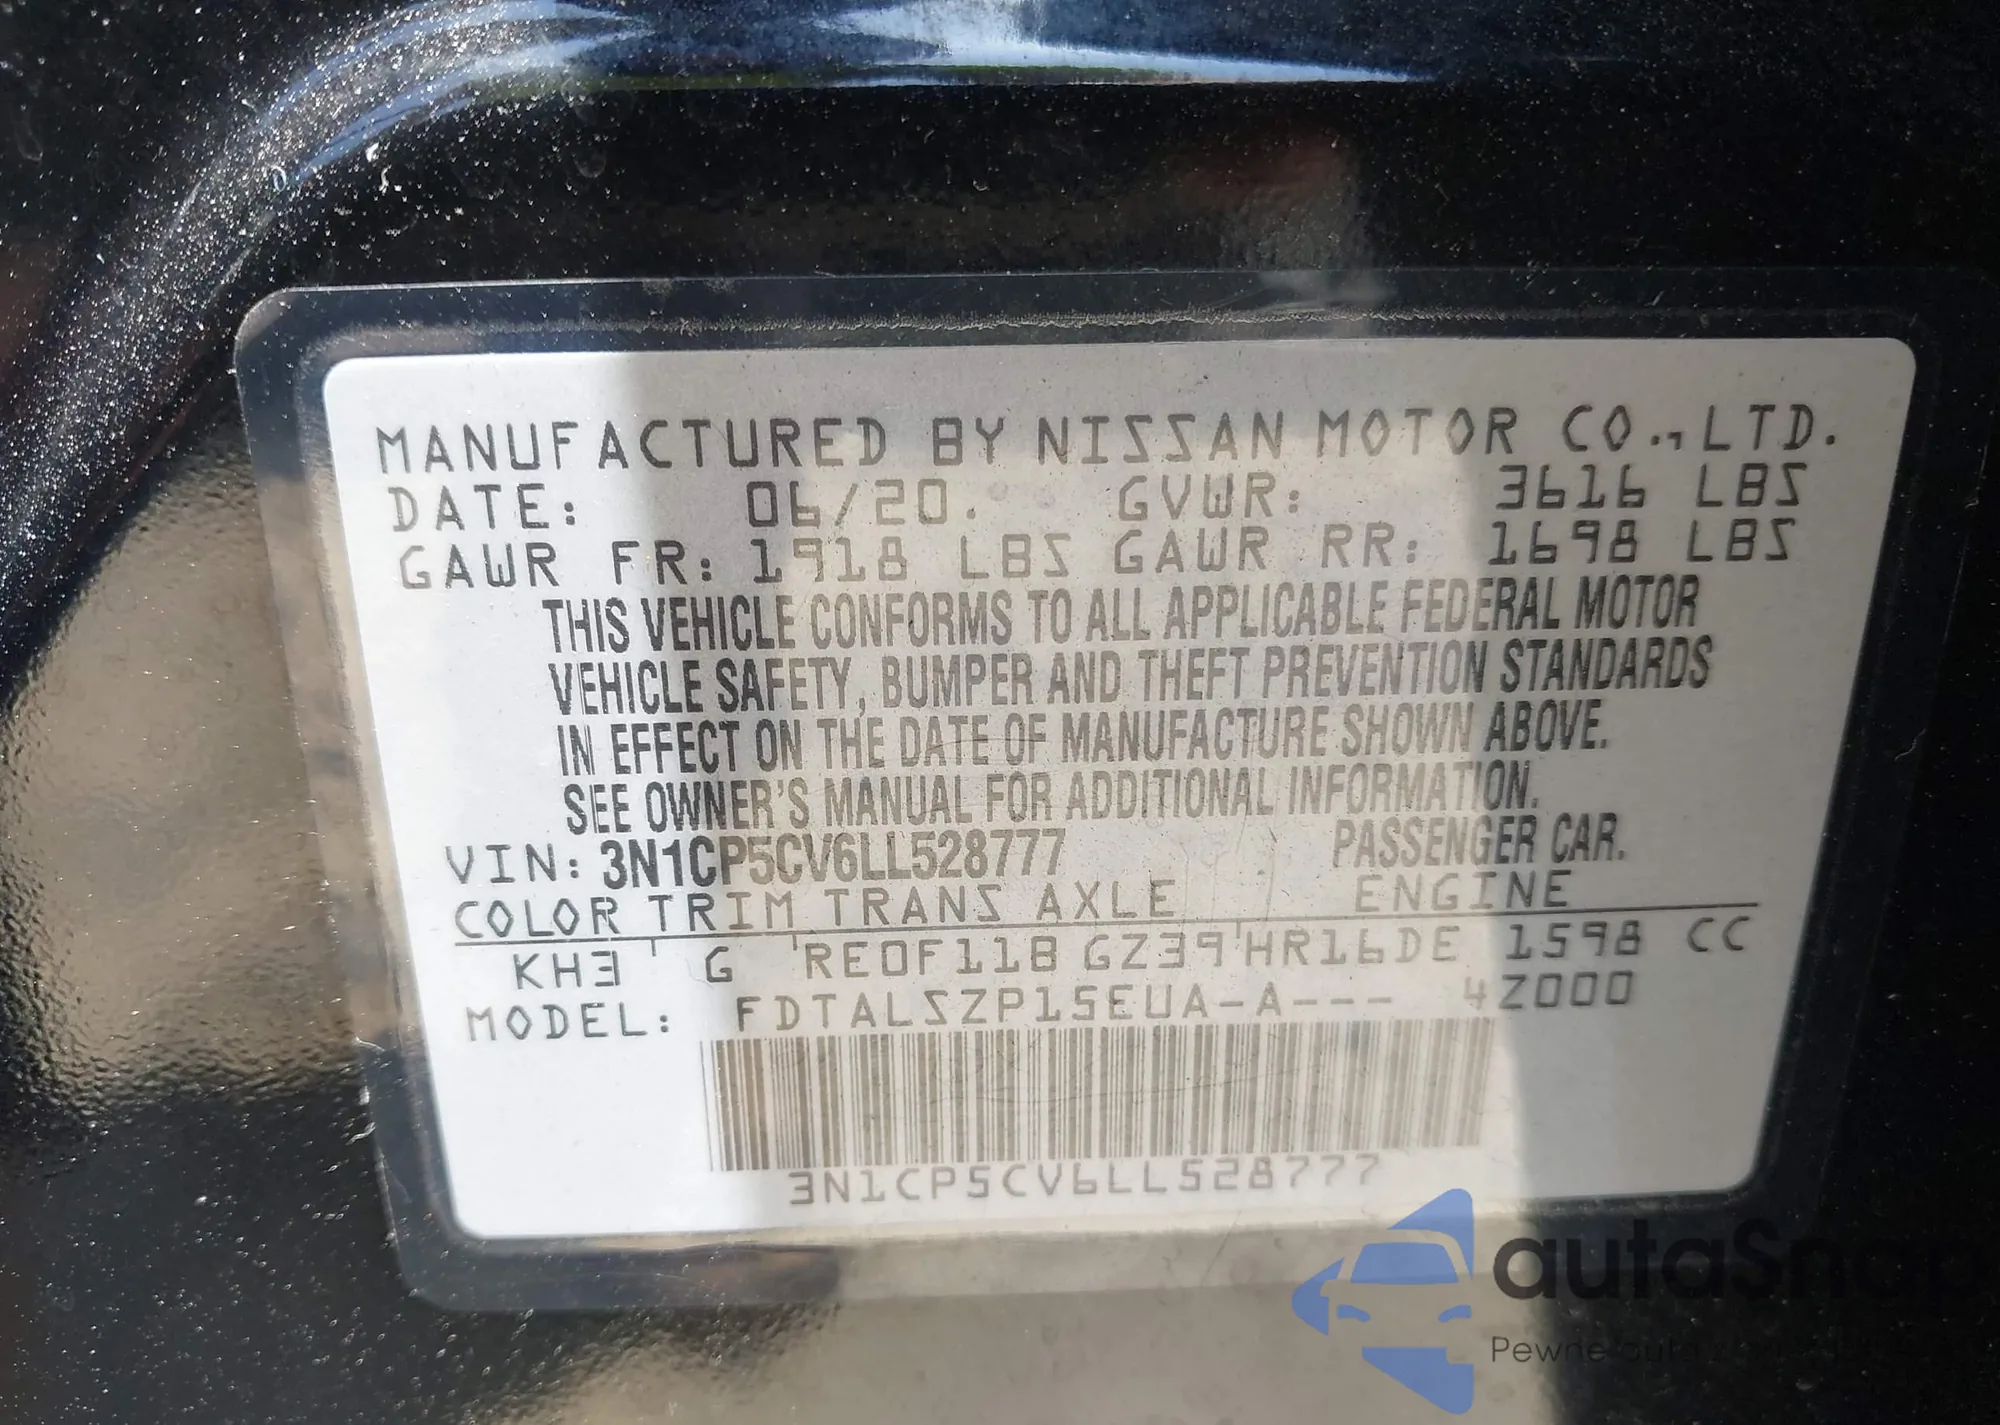 MANUFACTURED BY NISSAN MOTOR CO.,LTD.
DATE: 06/20. GVWR: 3616 LBS
GAWR FR: 1918 LBS GAWR RR: 1698 LBS
THIS VEHICLE CONFORMS TO ALL APPLICABLE FEDERAL MOTOR
VEHICLE SAFETY, BUMPER AND THEFT PREVENTION STANDARDS
IN EFFECT ON THE DATE OF MANUFACTURE SHOWN ABOVE.
SEE OWNER'S MANUAL FOR ADDITIONAL INFORMATION.
VIN: 3N1CP5CV6LL528777 PASSENGER CAR.
COLOR TRIM TRANS AXLE ENGINE
KH3 G RE0F11B GZ39 HR16DE 1598 CC
MODEL: FDTALSZP15EUA-A--- 4Z000
3N1CP5CV6LL528777
autaSnap
Pewne auta